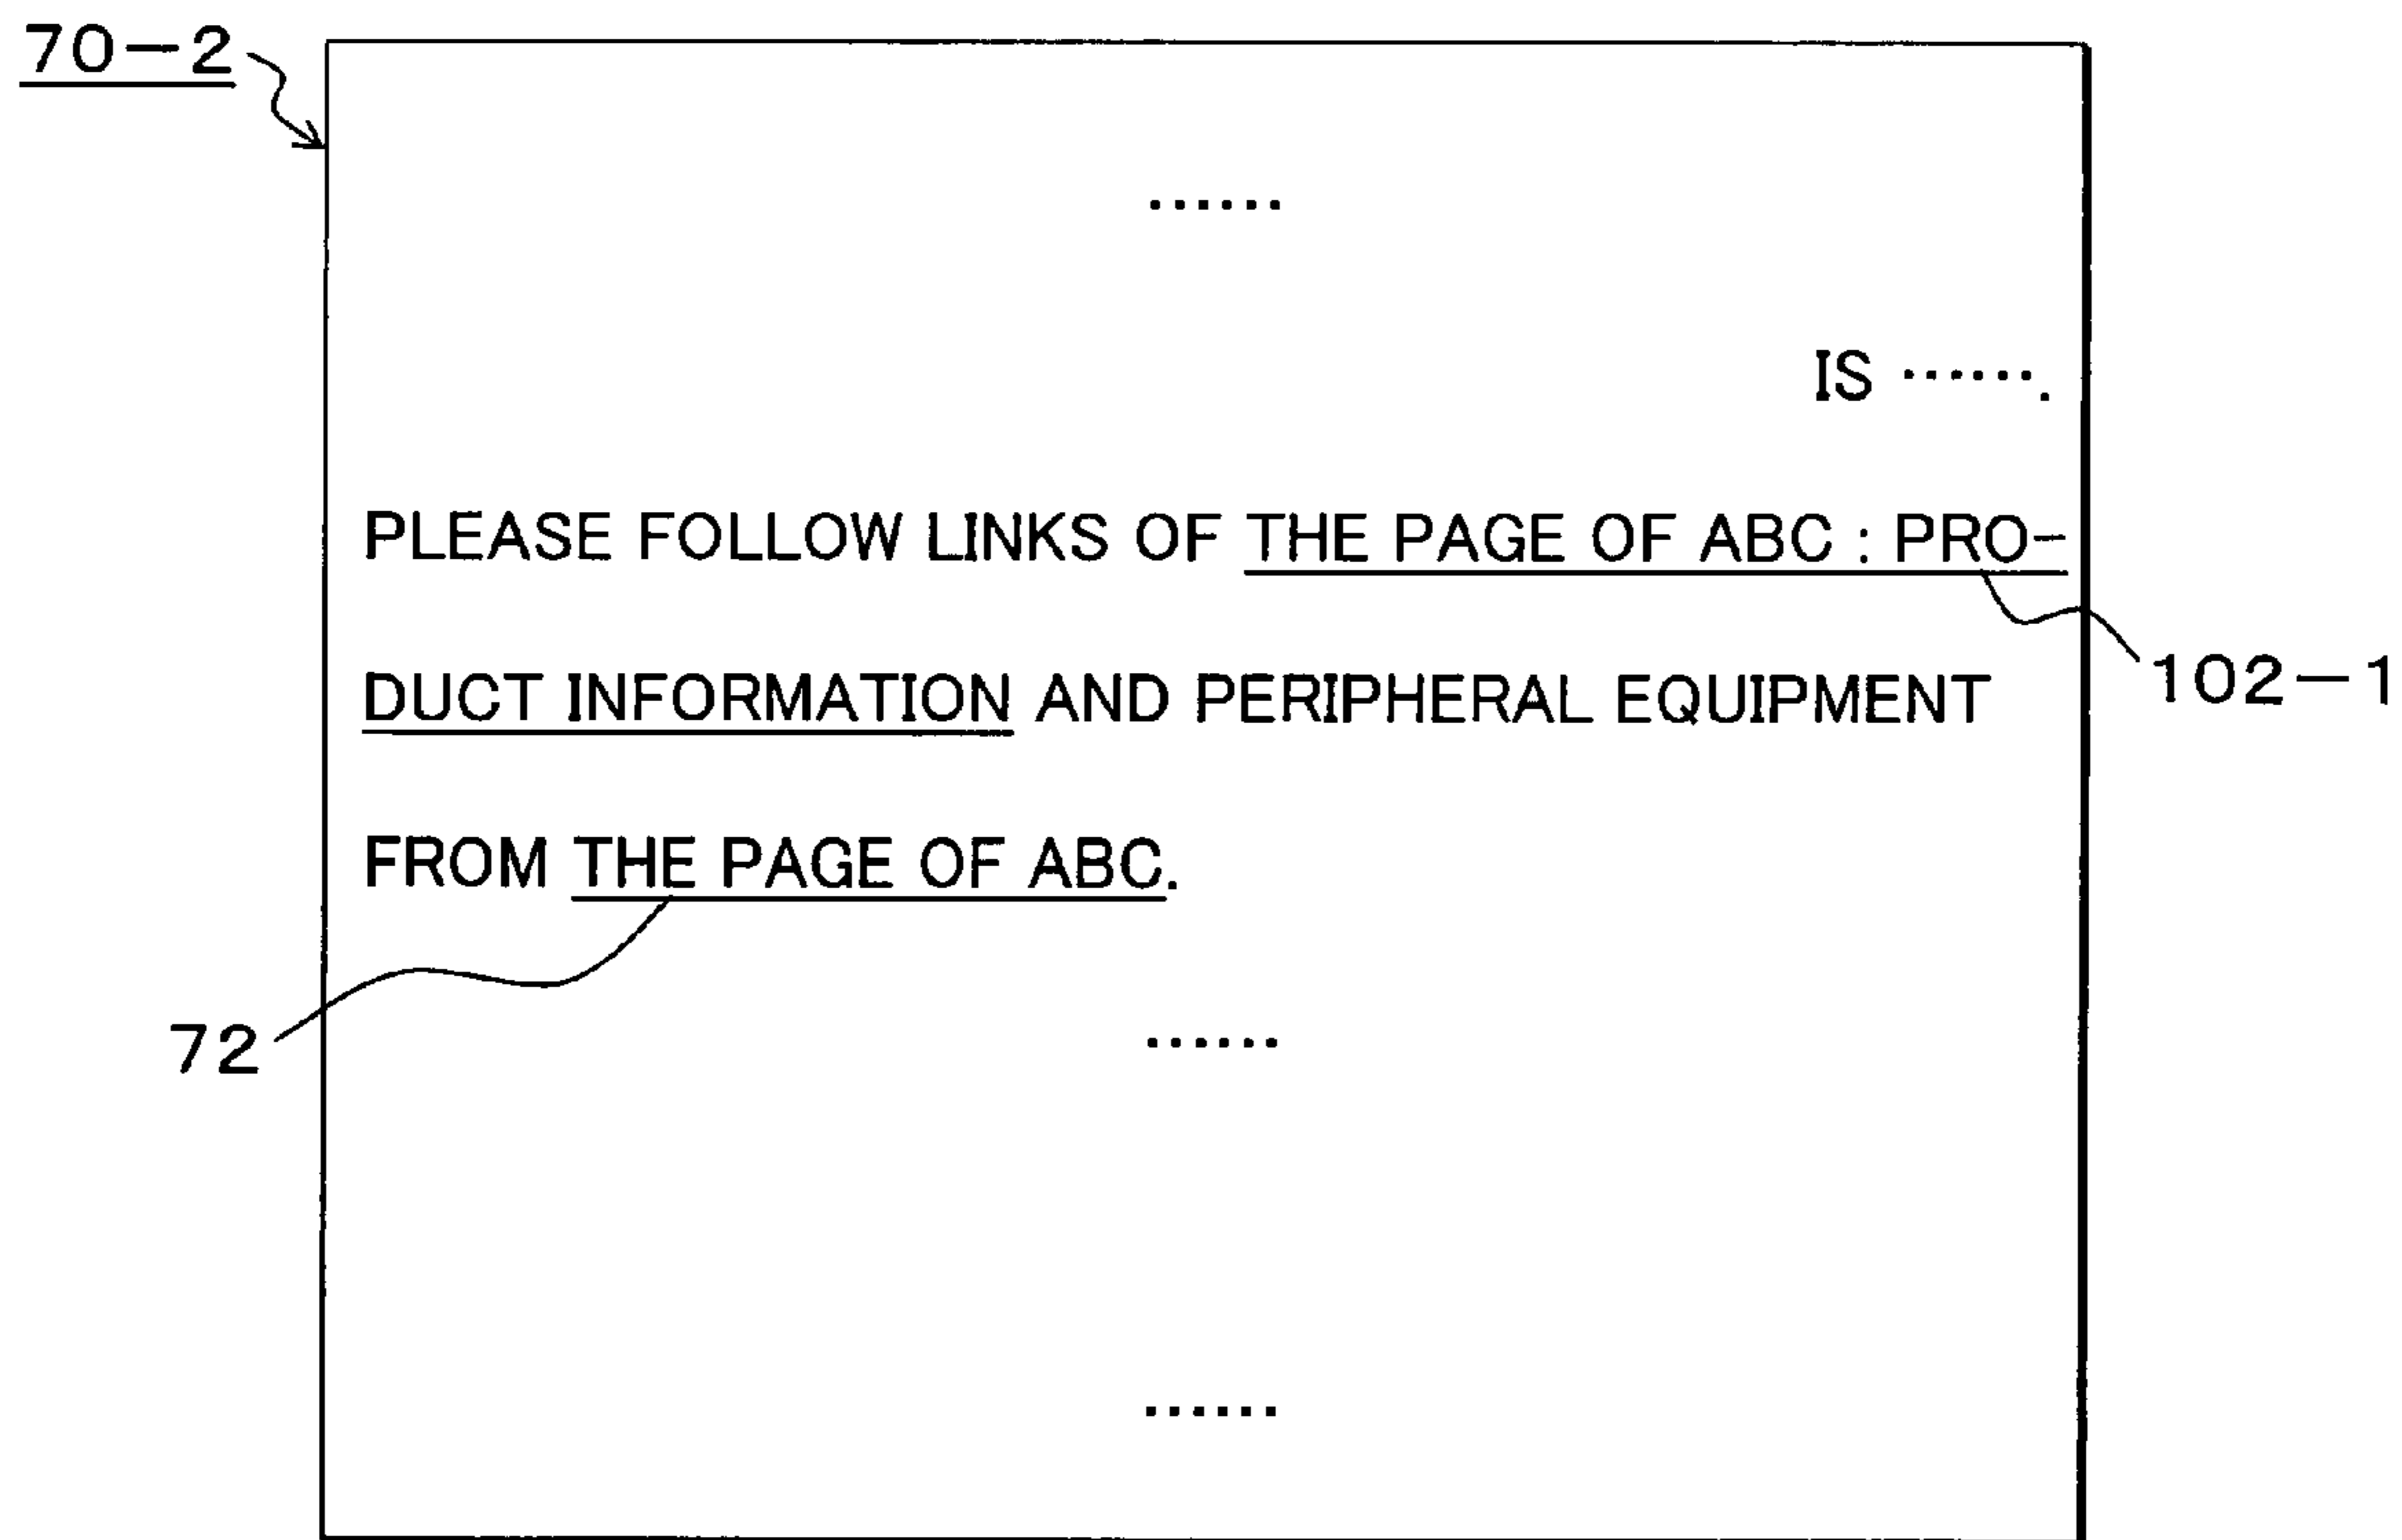 70-2
......
IS ...... .
PLEASE FOLLOW LINKS OF THE PAGE OF ABC : PRO-
DUCT INFORMATION AND PERIPHERAL EQUIPMENT
102-1
FROM THE PAGE OF ABC.
72
......
......